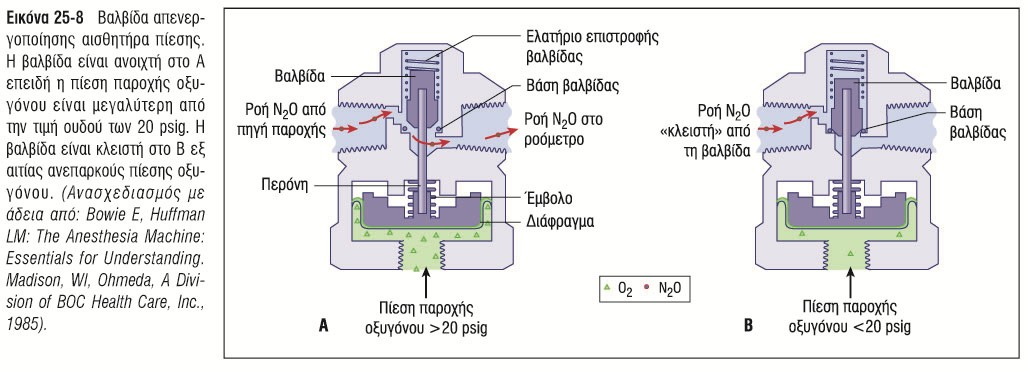 Εικόνα 25-8 Βαλβίδα απενερ-
γοποίησης αισθητήρα πίεσης.
Η βαλβίδα είναι ανοιχτή στο Α
επειδή η πίεση παροχής οξυ-
γόνου είναι μεγαλύτερη από
την τιμή ουδού των 20 psig. Η
βαλβίδα είναι κλειστή στο Β εξ
αιτίας ανεπαρκούς πίεσης οξυ-
γόνου. (Ανασχεδιασμός με
άδεια από: Bowie E, Huffman
LM: The Anesthesia Machine:
Essentials for Understanding.
Madison, WI, Ohmeda, A Divi-
sion of BOC Health Care, Inc.,
1985).
Ελατήριο επιστροφής
βαλβίδας
Βαλβίδα
Βάση βαλβίδας
Ροή N₂O από
πηγή παροχής
Ροή N₂O στο
ροόμετρο
Περόνη
Έμβολο
Διάφραγμα
Πίεση παροχής
οξυγόνου >20 psig
A
Βαλβίδα
Βάση
βαλβίδας
Ροή N₂O
«κλειστή» από
τη βαλβίδα
O₂ N₂O
Πίεση παροχής
οξυγόνου <20 psig
B